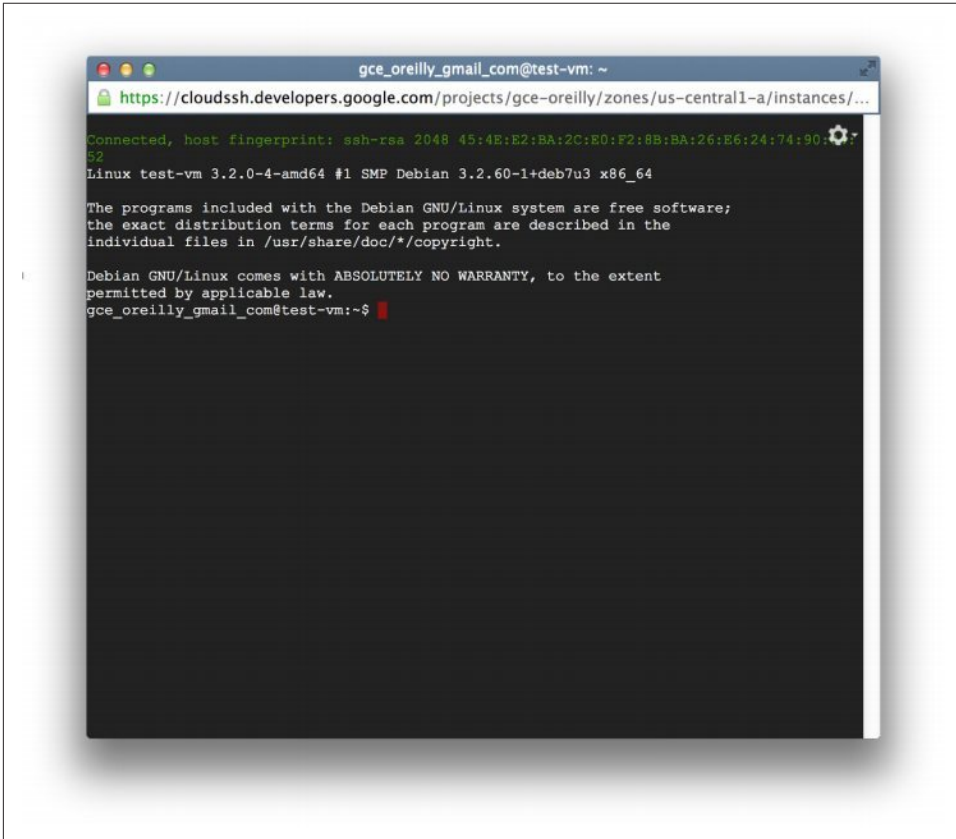 gce_oreilly_gmail_com@test-vm: ~
https://cloudssh.developers.google.com/projects/gce-oreilly/zones/us-central1-a/instances/...
Connected, host fingerprint: ssh-rsa 2048 45:4E:E2:BA:2C:E0:F2:8B:BA:26:E6:24:74:90:
52
Linux test-vm 3.2.0-4-amd64 #1 SMP Debian 3.2.60-1+deb7u3 x86_64
The programs included with the Debian GNU/Linux system are free software;
the exact distribution terms for each program are described in the
individual files in /usr/share/doc/*/copyright.
Debian GNU/Linux comes with ABSOLUTELY NO WARRANTY, to the extent
permitted by applicable law.
gce_oreilly_gmail_com@test-vm:~$